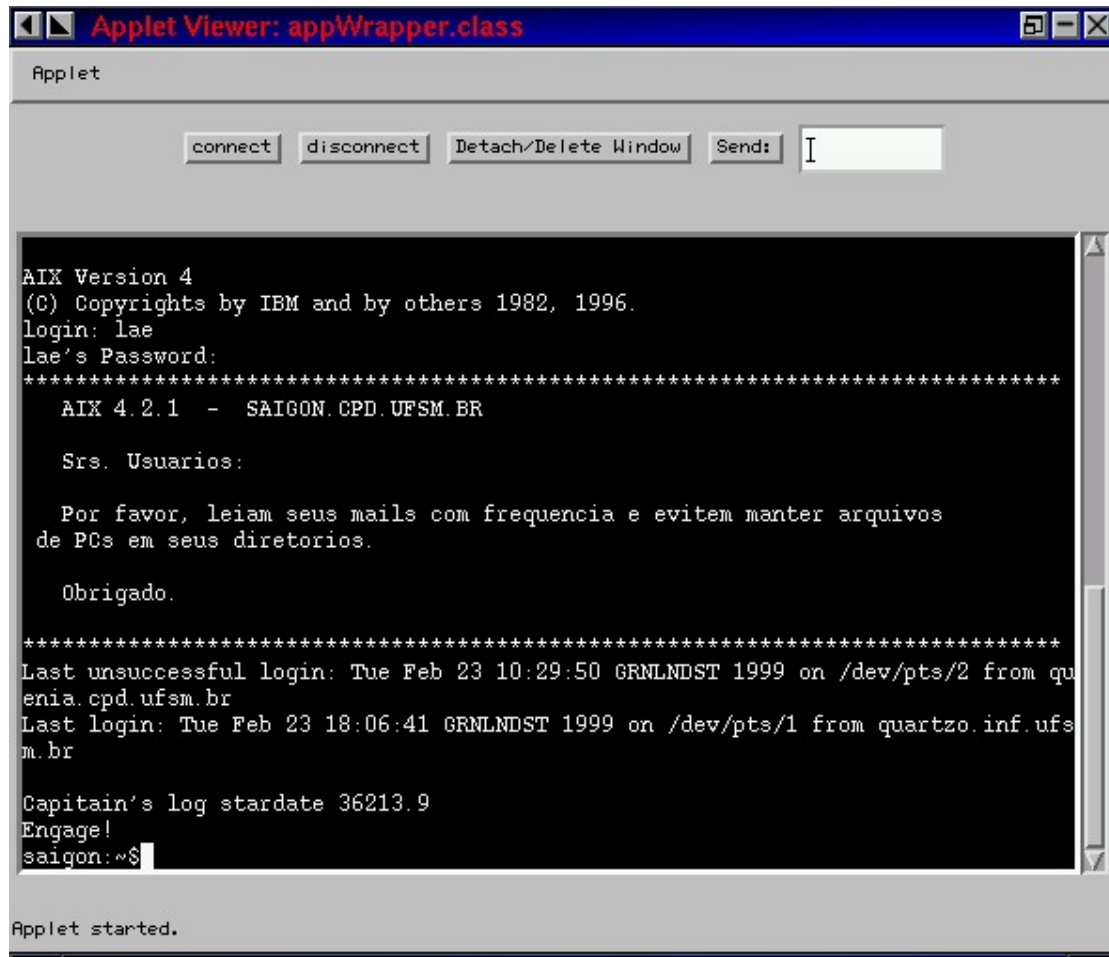 Applet Viewer: appWrapper.class
Applet
connect disconnect Detach/Delete Window Send:
AIX Version 4
(C) Copyrights by IBM and by others 1982, 1996.
login: lae
lae's Password:
*******************************************************************************
AIX 4.2.1 - SAIGON.CPD.UFSM.BR
Srs. Usuarios:
Por favor, leiam seus mails com frequencia e evitem manter arquivos
de PCs em seus diretorios.
Obrigado.
*******************************************************************************
Last unsuccessful login: Tue Feb 23 10:29:50 GRNLNDST 1999 on /dev/pts/2 from qu
enia.cpd.ufsm.br
Last login: Tue Feb 23 18:06:41 GRNLNDST 1999 on /dev/pts/1 from quartzo.inf.ufs
m.br
Capitain's log stardate 36213.9
Engage!
saigon:~$
Applet started.